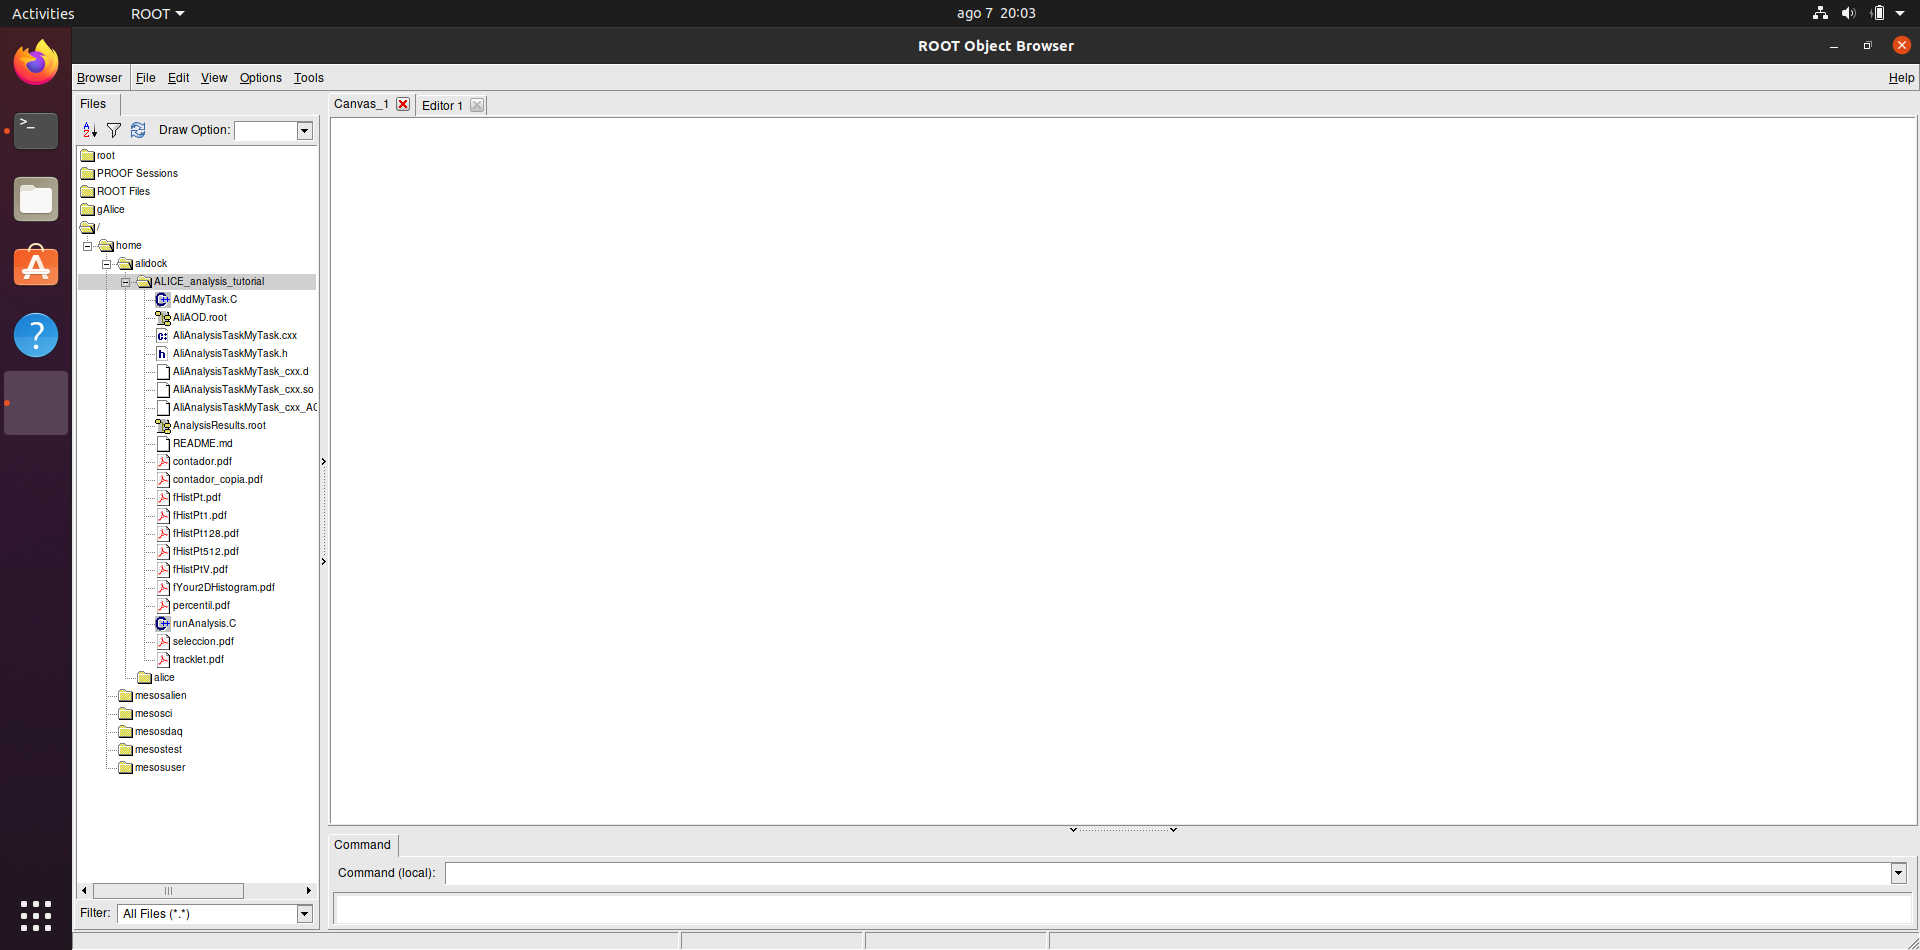 Activities ROOT ago 7 20:03
ROOT Object Browser
Browser File Edit View Options Tools Help
Files
Draw Option:
root
PROOF Sessions
ROOT Files
gAlice
/
home
alidock
ALICE_analysis_tutorial
AddMyTask.C
AliAOD.root
AliAnalysisTaskMyTask.cxx
AliAnalysisTaskMyTask.h
AliAnalysisTaskMyTask_cxx.d
AliAnalysisTaskMyTask_cxx.so
AliAnalysisTaskMyTask_cxx_AC
AnalysisResults.root
README.md
contador.pdf
contador_copia.pdf
fHistPt.pdf
fHistPt1.pdf
fHistPt128.pdf
fHistPt512.pdf
fHistPtV.pdf
fYour2DHistogram.pdf
percentil.pdf
runAnalysis.C
seleccion.pdf
tracklet.pdf
alice
mesosalien
mesosci
mesosdaq
mesostest
mesosuser
Filter: All Files (*.*)
Canvas_1 Editor 1
Command
Command (local):